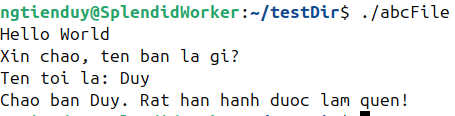 ngtienduy@SplendidWorker:~/testDir$ ./abcFile
Hello World
Xin chao, ten ban la gi?
Ten toi la: Duy
Chao ban Duy. Rat han hanh duoc lam quen!